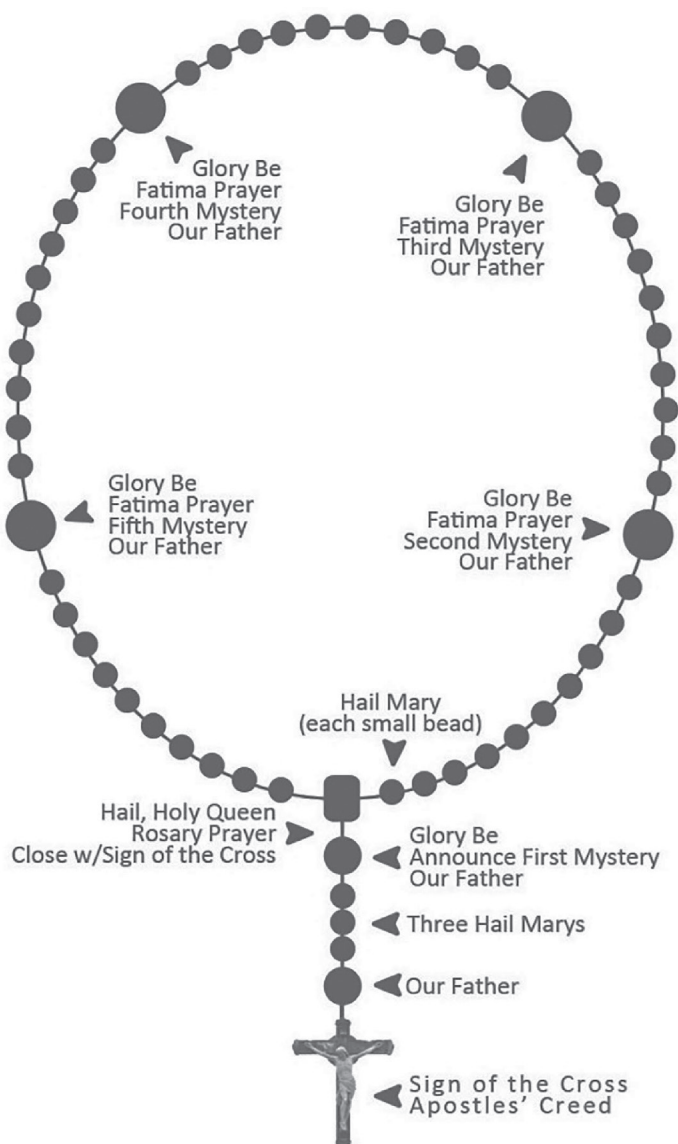 Glory Be
Fatima Prayer
Fourth Mystery
Our Father
Glory Be
Fatima Prayer
Third Mystery
Our Father
Glory Be
Fatima Prayer
Fifth Mystery
Our Father
Glory Be
Fatima Prayer
Second Mystery
Our Father
Hail Mary
(each small bead)
Hail, Holy Queen
Rosary Prayer
Close w/Sign of the Cross
Glory Be
Announce First Mystery
Our Father
Three Hail Marys
Our Father
Sign of the Cross
Apostles' Creed